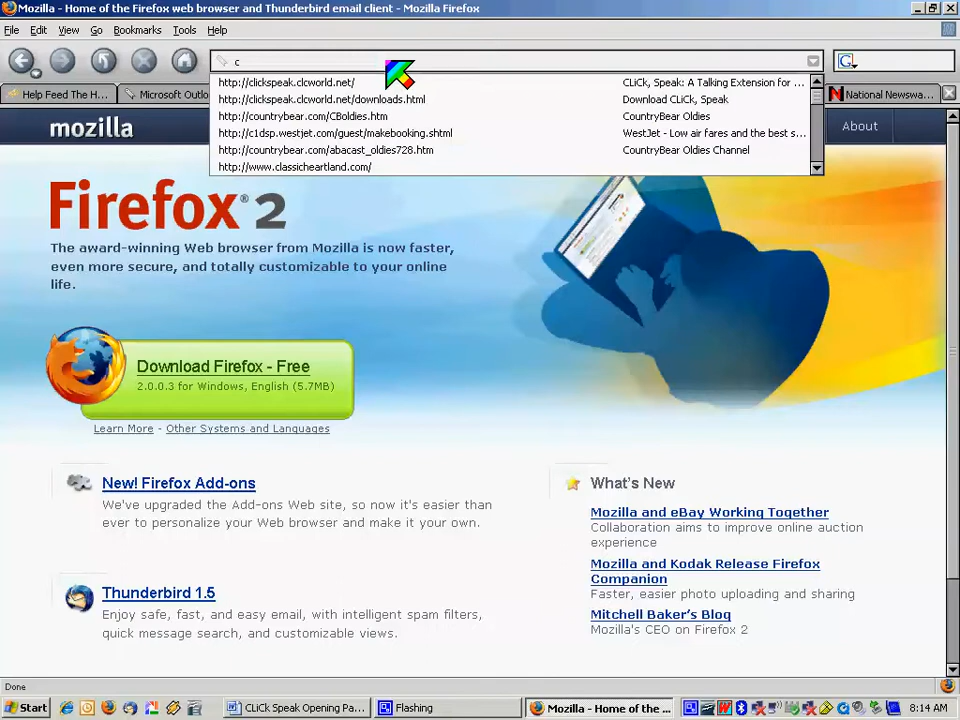 Mozilla - Home of the Firefox web browser and Thunderbird email client - Mozilla Firefox
File Edit View Go Bookmarks Tools Help
c
http://clickspeak.clcworld.net/ CLiCk, Speak: A Talking Extension for ...
http://clickspeak.clcworld.net/downloads.html Download CLiCk, Speak
http://countrybear.com/CBoldies.htm CountryBear Oldies
http://c1dsp.westjet.com/guest/makebooking.shtml WestJet - Low air fares and the best s...
http://countrybear.com/abacast_oldies728.htm CountryBear Oldies Channel
http://www.classicheartland.com/
Help Feed The H... Microsoft Outlo National Newswa...
mozilla About
Firefox® 2
The award-winning Web browser from Mozilla is now faster,
even more secure, and totally customizable to your online
life.
Download Firefox - Free
2.0.0.3 for Windows, English (5.7MB)
Learn More - Other Systems and Languages
New! Firefox Add-ons
We've upgraded the Add-ons Web site, so now it's easier than
ever to personalize your Web browser and make it your own.
Thunderbird 1.5
Enjoy safe, fast, and easy email, with intelligent spam filters,
quick message search, and customizable views.
What's New
Mozilla and eBay Working Together
Collaboration aims to improve online auction
experience
Mozilla and Kodak Release Firefox
Companion
Faster, easier photo uploading and sharing
Mitchell Baker's Blog
Mozilla's CEO on Firefox 2
Done
Start CLiCk Speak Opening Pa... Flashing Mozilla - Home of the... 8:14 AM